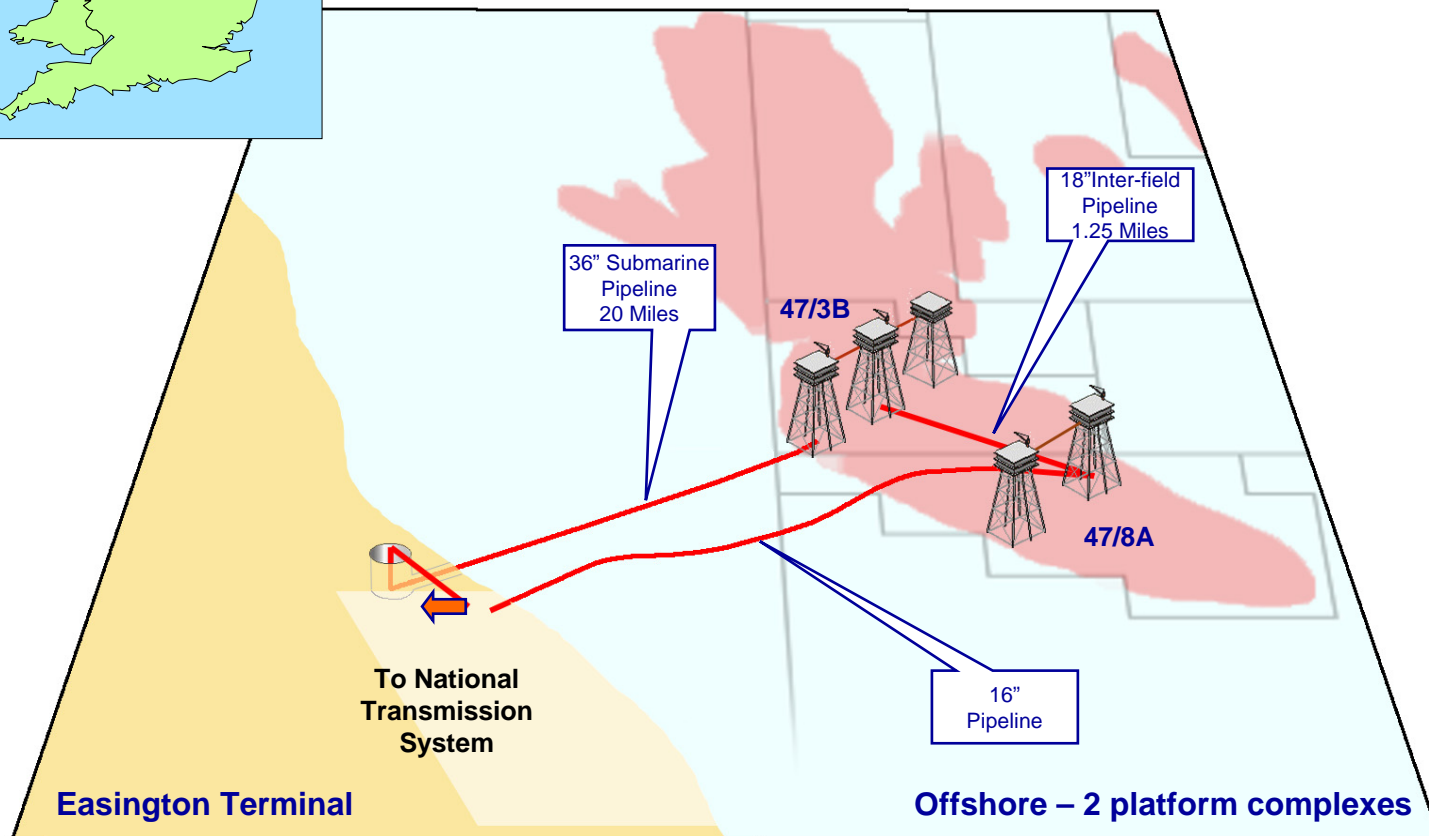 18”Inter-field
Pipeline
1.25 Miles
36” Submarine
Pipeline
20 Miles
47/3B
47/8A
To National
Transmission
System
16”
Pipeline
Easington Terminal
Offshore – 2 platform complexes